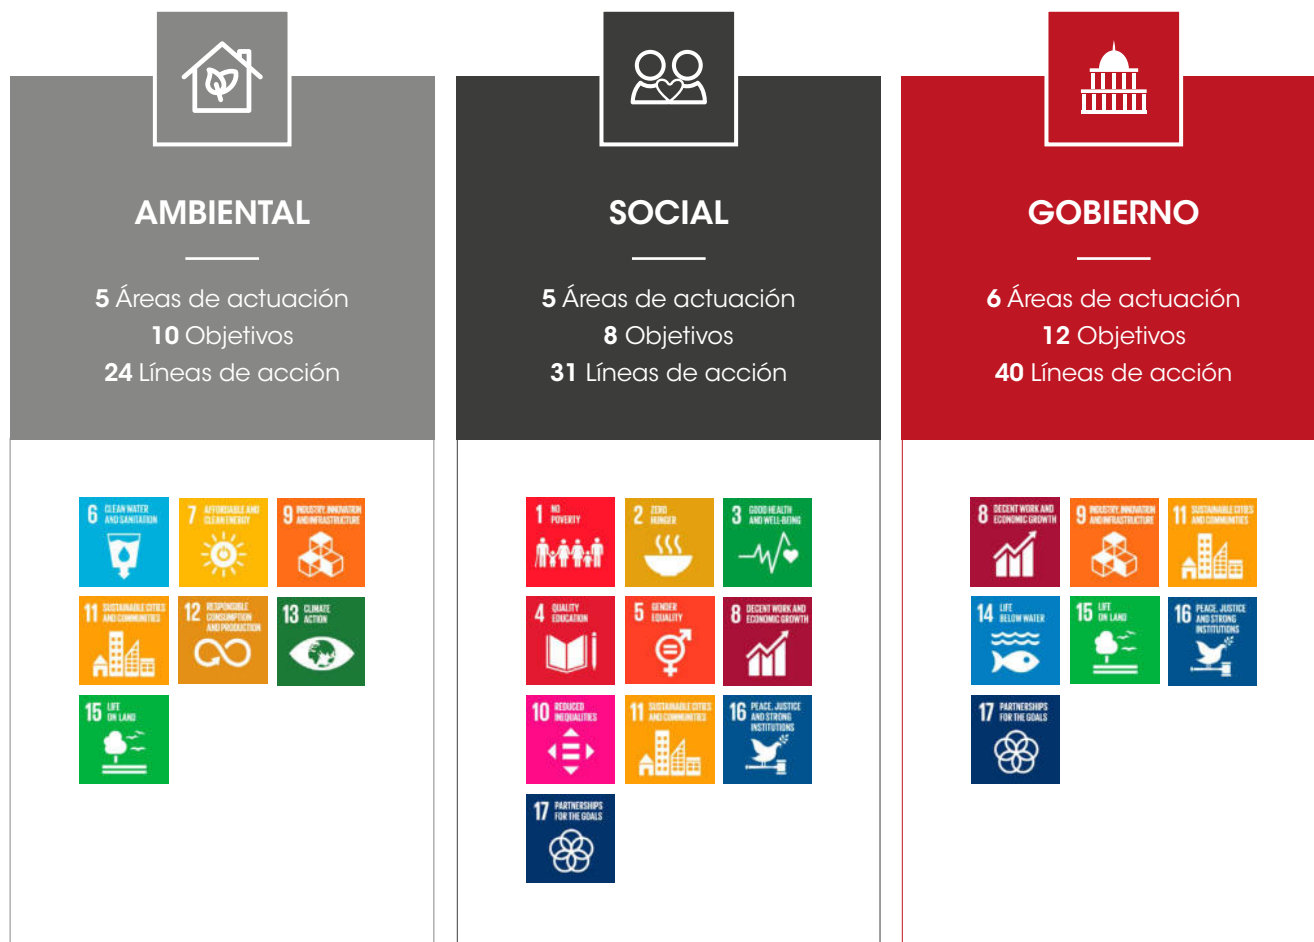 AMBIENTAL
5 Áreas de actuación
10 Objetivos
24 Líneas de acción
6 CLEAN WATER
AND SANITATION
7 AFFORDABLE AND
CLEAN ENERGY
9 INDUSTRY, INNOVATION
AND INFRASTRUCTURE
11 SUSTAINABLE CITIES
AND COMMUNITIES
12 RESPONSIBLE
CONSUMPTION
AND PRODUCTION
13 CLIMATE
ACTION
15 LIFE
ON LAND
SOCIAL
5 Áreas de actuación
8 Objetivos
31 Líneas de acción
1 NO
POVERTY
2 ZERO
HUNGER
3 GOOD HEALTH
AND WELL-BEING
4 QUALITY
EDUCATION
5 GENDER
EQUALITY
8 DECENT WORK AND
ECONOMIC GROWTH
10 REDUCED
INEQUALITIES
11 SUSTAINABLE CITIES
AND COMMUNITIES
16 PEACE, JUSTICE
AND STRONG
INSTITUTIONS
17 PARTNERSHIPS
FOR THE GOALS
GOBIERNO
6 Áreas de actuación
12 Objetivos
40 Líneas de acción
8 DECENT WORK AND
ECONOMIC GROWTH
9 INDUSTRY, INNOVATION
AND INFRASTRUCTURE
11 SUSTAINABLE CITIES
AND COMMUNITIES
14 LIFE
BELOW WATER
15 LIFE
ON LAND
16 PEACE, JUSTICE
AND STRONG
INSTITUTIONS
17 PARTNERSHIPS
FOR THE GOALS